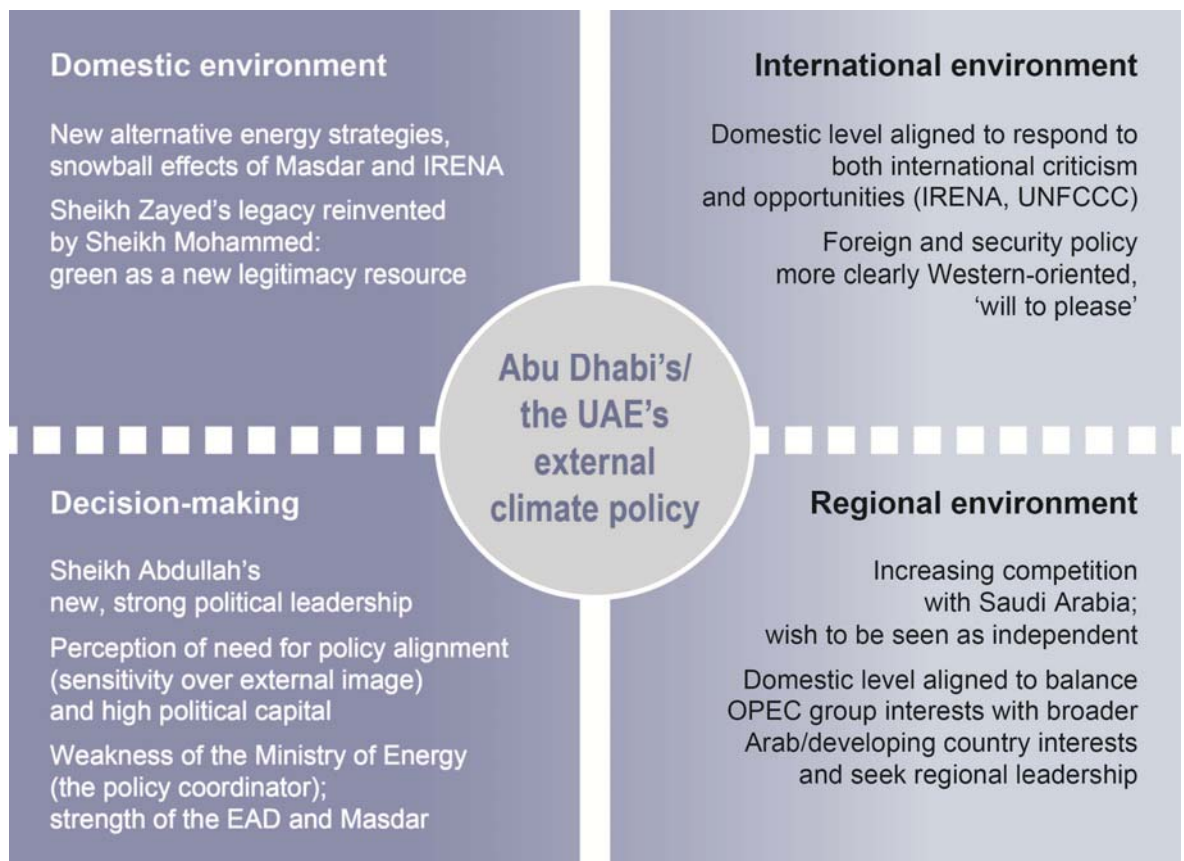 Domestic environment
New alternative energy strategies,
snowball effects of Masdar and IRENA
Sheikh Zayed’s legacy reinvented
by Sheikh Mohammed:
green as a new legitimacy resource
International environment
Domestic level aligned to respond to
both international criticism
and opportunities (IRENA, UNFCCC)
Foreign and security policy
more clearly Western-oriented,
‘will to please’
Abu Dhabi’s/
the UAE’s
external
climate policy
Decision-making
Sheikh Abdullah’s
new, strong political leadership
Perception of need for policy alignment
(sensitivity over external image)
and high political capital
Weakness of the Ministry of Energy
(the policy coordinator);
strength of the EAD and Masdar
Regional environment
Increasing competition
with Saudi Arabia;
wish to be seen as independent
Domestic level aligned to balance
OPEC group interests with broader
Arab/developing country interests
and seek regional leadership